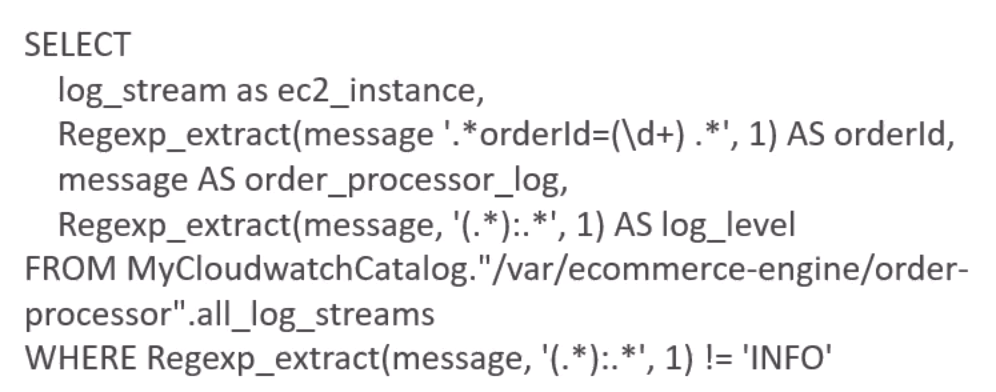 SELECT
log_stream as ec2_instance,
Regexp_extract(message '.*orderId=(\d+) .*', 1) AS orderId,
message AS order_processor_log,
Regexp_extract(message, '(.*):.*', 1) AS log_level
FROM MyCloudwatchCatalog."/var/ecommerce-engine/order-
processor".all_log_streams
WHERE Regexp_extract(message, '(.*):.*', 1) != 'INFO'